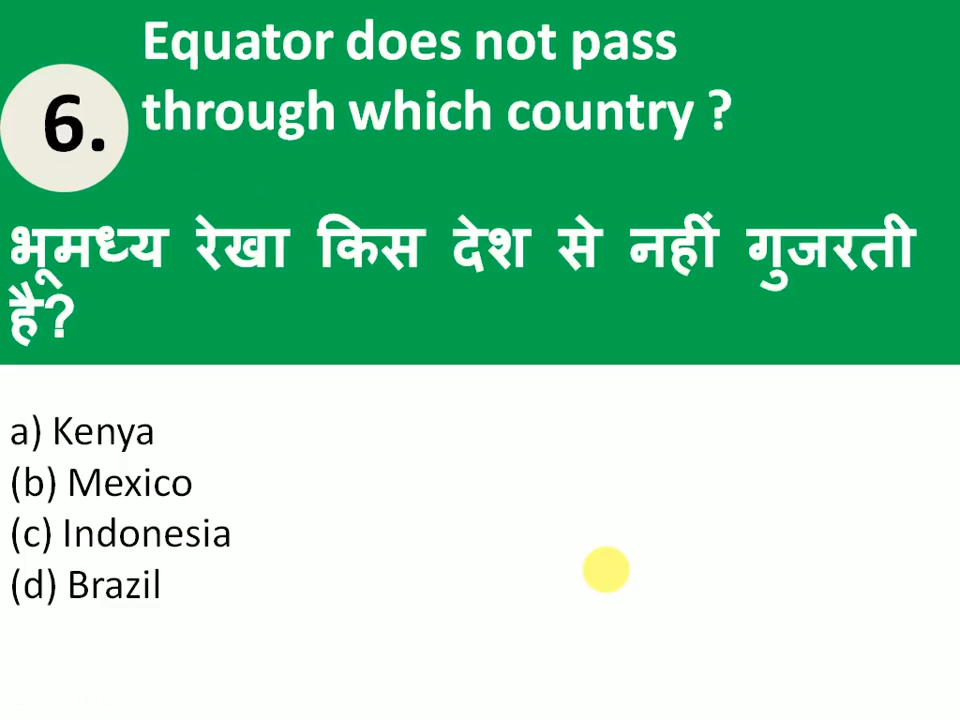 6.
Equator does not pass
through which country ?
भूमध्य रेखा किस देश से नहीं गुजरती
है?
a) Kenya
(b) Mexico
(c) Indonesia
(d) Brazil